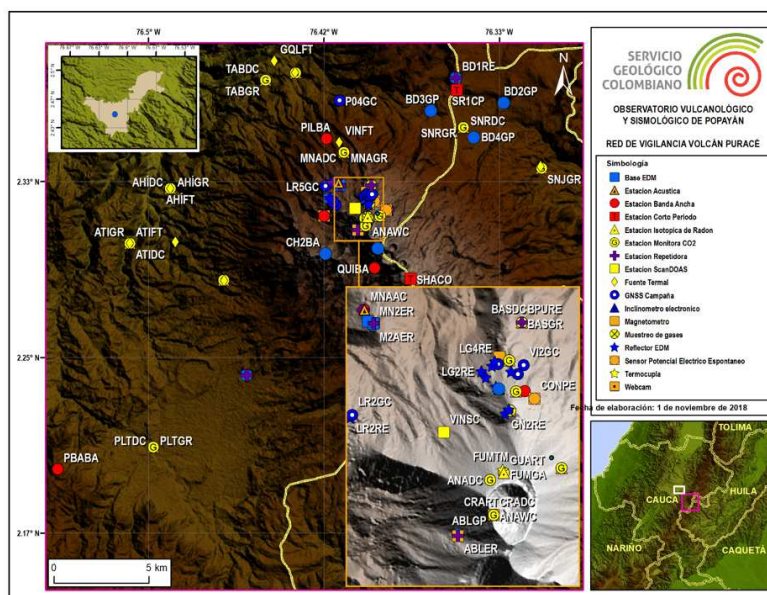 76.5°W
76.42°W
76.33°W
2.33°
2.25°
2.17°
GQLFT
TABDC
TABGR
P04GC
BD1RE
BD2GP
BD3GP
SR1CP
SNRDC
SNRGR
BD4GP
PILBA
VINFT
MNADC
MNAGR
SNJGR
LR5GC
AHİDC
AHİGR
AHİFT
ATIGR
ATIFT
ATIDC
ANAWC
CH2BA
QUIBA
SHACO
PBABA
PLTDC
PLTGR
MNAAC
MN2ER
M2AER
BASDC-BPURE
BASGR
LG4RE
VI2GC
LG2RE
CONPE
LR2GC
LR2RE
VINSC
GN2RE
FUMTM
GUART
FUMGA
ANADC
CRART
CRADC
ANAWC
ABLGP
ABLER
0
5
km
N
SERVICIO
GEOLÓGICO
COLOMBIANO
OBSERVATORIO VULCANOLÓGICO
Y SISMOLÓGICO DE POPAYÁN
RED DE VIGILANCIA VOLCÁN PURACÉ
Simbología
Base EDM
Estacion Acustica
Estacion Banda Ancha
Estacion Corto Periodo
Estacion Isotopica de Radon
Estacion Monitora CO2
Estacion Repetidora
Estacion ScanDOAS
Fuente Termal
GNSS Campaña
Inclinometro electronico
Magnetometro
Muestreo de gases
Reflector EDM
Sensor Potencial Electrico Espontaneo
Termocupla
Webcam
Fecha de elaboración: 1 de noviembre de 2018
TOLIMA
CAUCA
HUILA
NARIÑO
CAQUETÁ